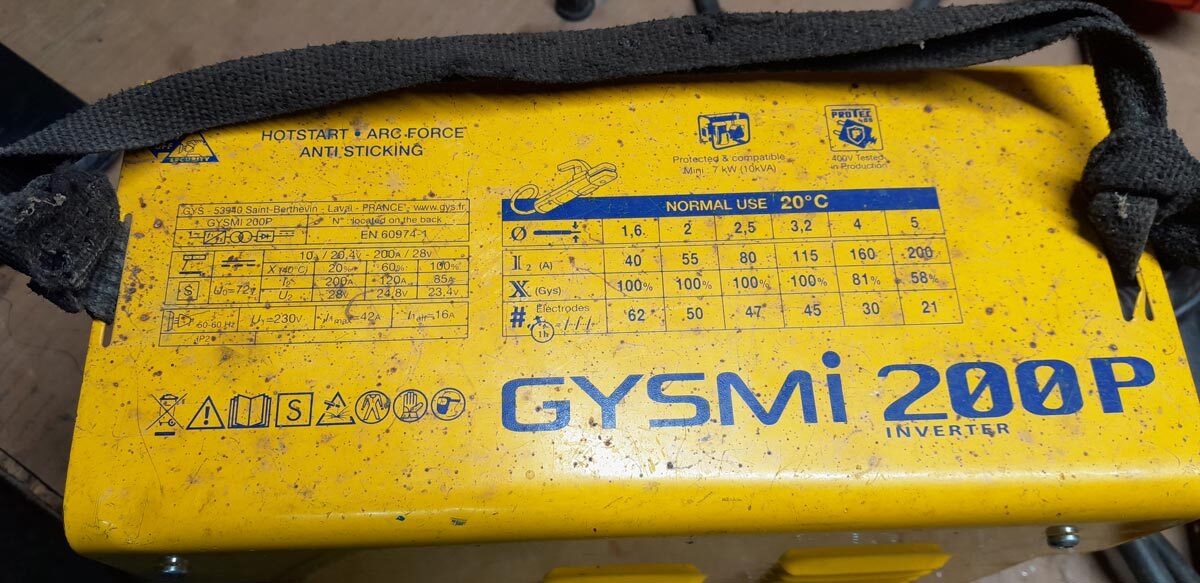 HOTSTART • ARC FORCE
ANTI STICKING
SECURITY
Protected & compatible
Mini : 7 kW (10kVA)
PROTEC
400
400V Tested
in Production
GYS - 53940 Saint-Berthevin - Laval - FRANCE www.gys.fr
GYSMI 200P N° located on the back
EN 60974-1
10A / 20,4V - 200A / 28V
X (40°C) 20% 60% 100%
I2 200A 120A 85A
S U0=72V U2 28V 24,8V 23,4V
50-60 Hz U1=230V I1max=42A I1eff=16A
NORMAL USE 20°C
Ø 1,6 2 2,5 3,2 4 5
I2 (A) 40 55 80 115 160 200
X (Gys) 100% 100% 100% 100% 81% 58%
# Electrodes 1h 62 50 47 45 30 21
S
GYSMi 200P
INVERTER